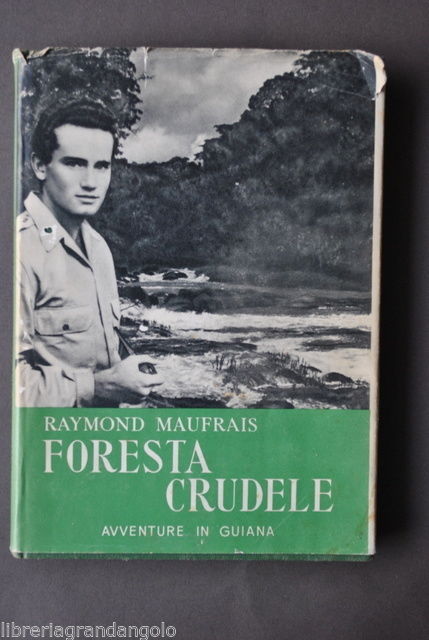 RAYMOND MAUFRAIS
FORESTA
CRUDELE
AVVENTURE IN GUIANA
libreriagrandangolo